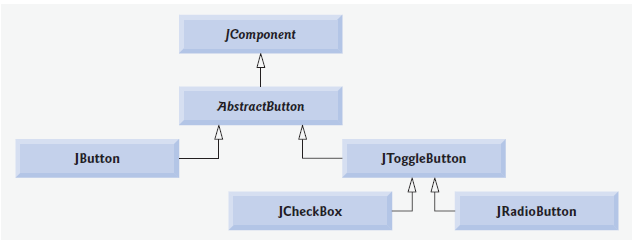 JComponent
AbstractButton
JButton
JToggleButton
JCheckBox
JRadioButton